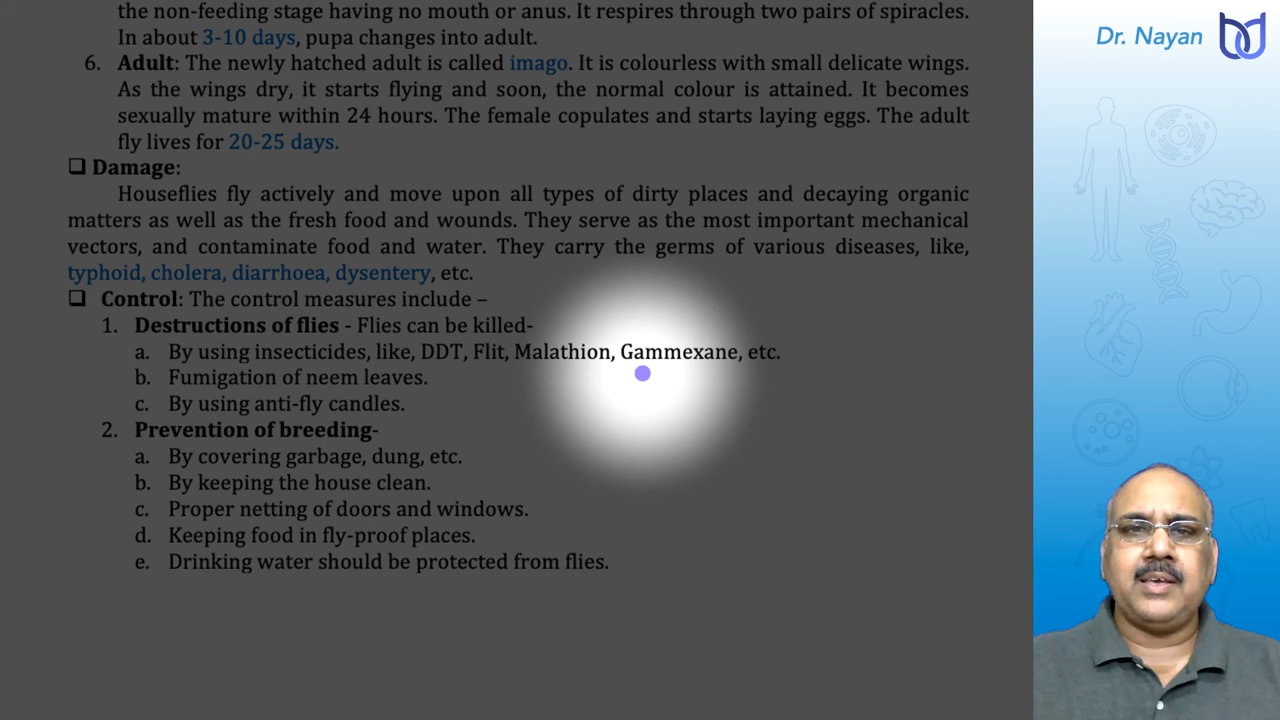 the non-feeding stage having no mouth or anus. It respires through two pairs of spiracles.
In about 3-10 days, pupa changes into adult.
6. Adult: The newly hatched adult is called imago. It is colourless with small delicate wings.
As the wings dry, it starts flying and soon, the normal colour is attained. It becomes
sexually mature within 24 hours. The female copulates and starts laying eggs. The adult
fly lives for 20-25 days.
❑ Damage:
Houseflies fly actively and move upon all types of dirty places and decaying organic
matters as well as the fresh food and wounds. They serve as the most important mechanical
vectors, and contaminate food and water. They carry the germs of various diseases, like,
typhoid, cholera, diarrhoea, dysentery, etc.
❑ Control: The control measures include –
1. Destructions of flies - Flies can be killed-
a. By using insecticides, like, DDT, Flit, Malathion, Gammexane, etc.
b. Fumigation of neem leaves.
c. By using anti-fly candles.
2. Prevention of breeding-
a. By covering garbage, dung, etc.
b. By keeping the house clean.
c. Proper netting of doors and windows.
d. Keeping food in fly-proof places.
e. Drinking water should be protected from flies.
Dr. Nayan